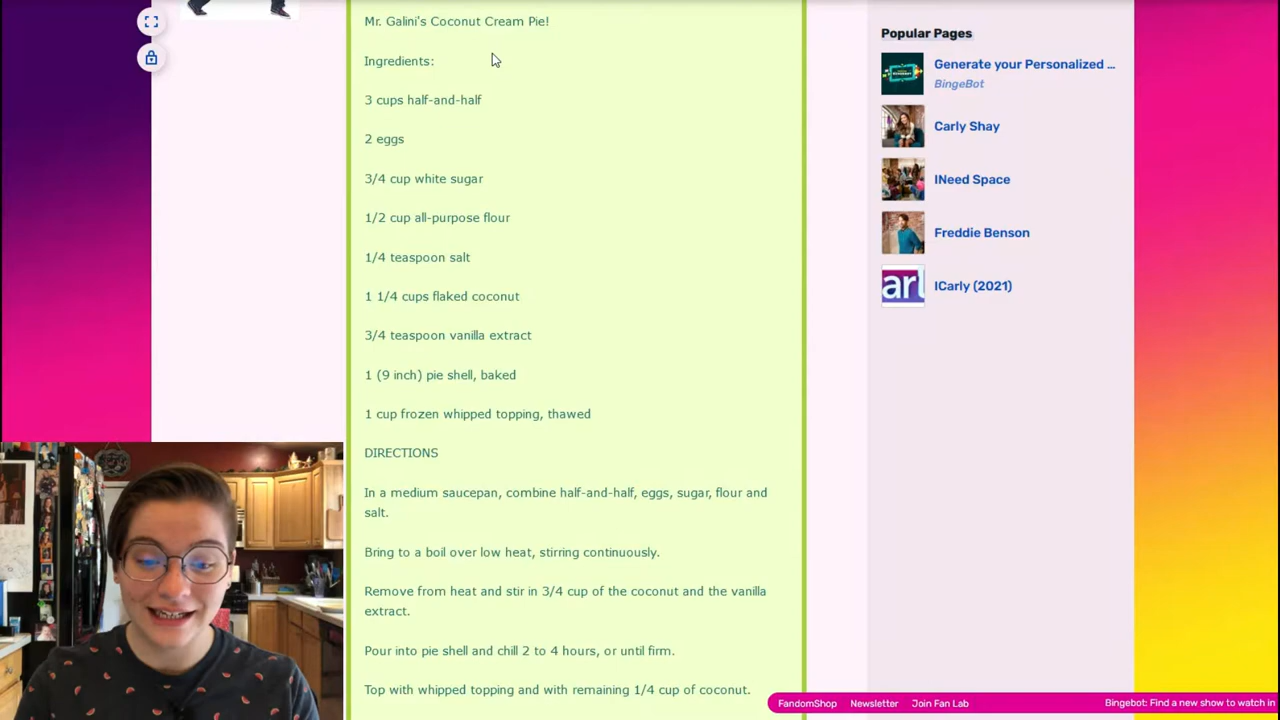 Mr. Galini's Coconut Cream Pie!
Ingredients:
3 cups half-and-half
2 eggs
3/4 cup white sugar
1/2 cup all-purpose flour
1/4 teaspoon salt
1 1/4 cups flaked coconut
3/4 teaspoon vanilla extract
1 (9 inch) pie shell, baked
1 cup frozen whipped topping, thawed
DIRECTIONS
In a medium saucepan, combine half-and-half, eggs, sugar, flour and
salt.
Bring to a boil over low heat, stirring continuously.
Remove from heat and stir in 3/4 cup of the coconut and the vanilla
extract.
Pour into pie shell and chill 2 to 4 hours, or until firm.
Top with whipped topping and with remaining 1/4 cup of coconut.
Popular Pages
Generate your Personalized ...
BingeBot
Carly Shay
INeed Space
Freddie Benson
arl
ICarly (2021)
FandomShop Newsletter Join Fan Lab Bingebot: Find a new show to watch in